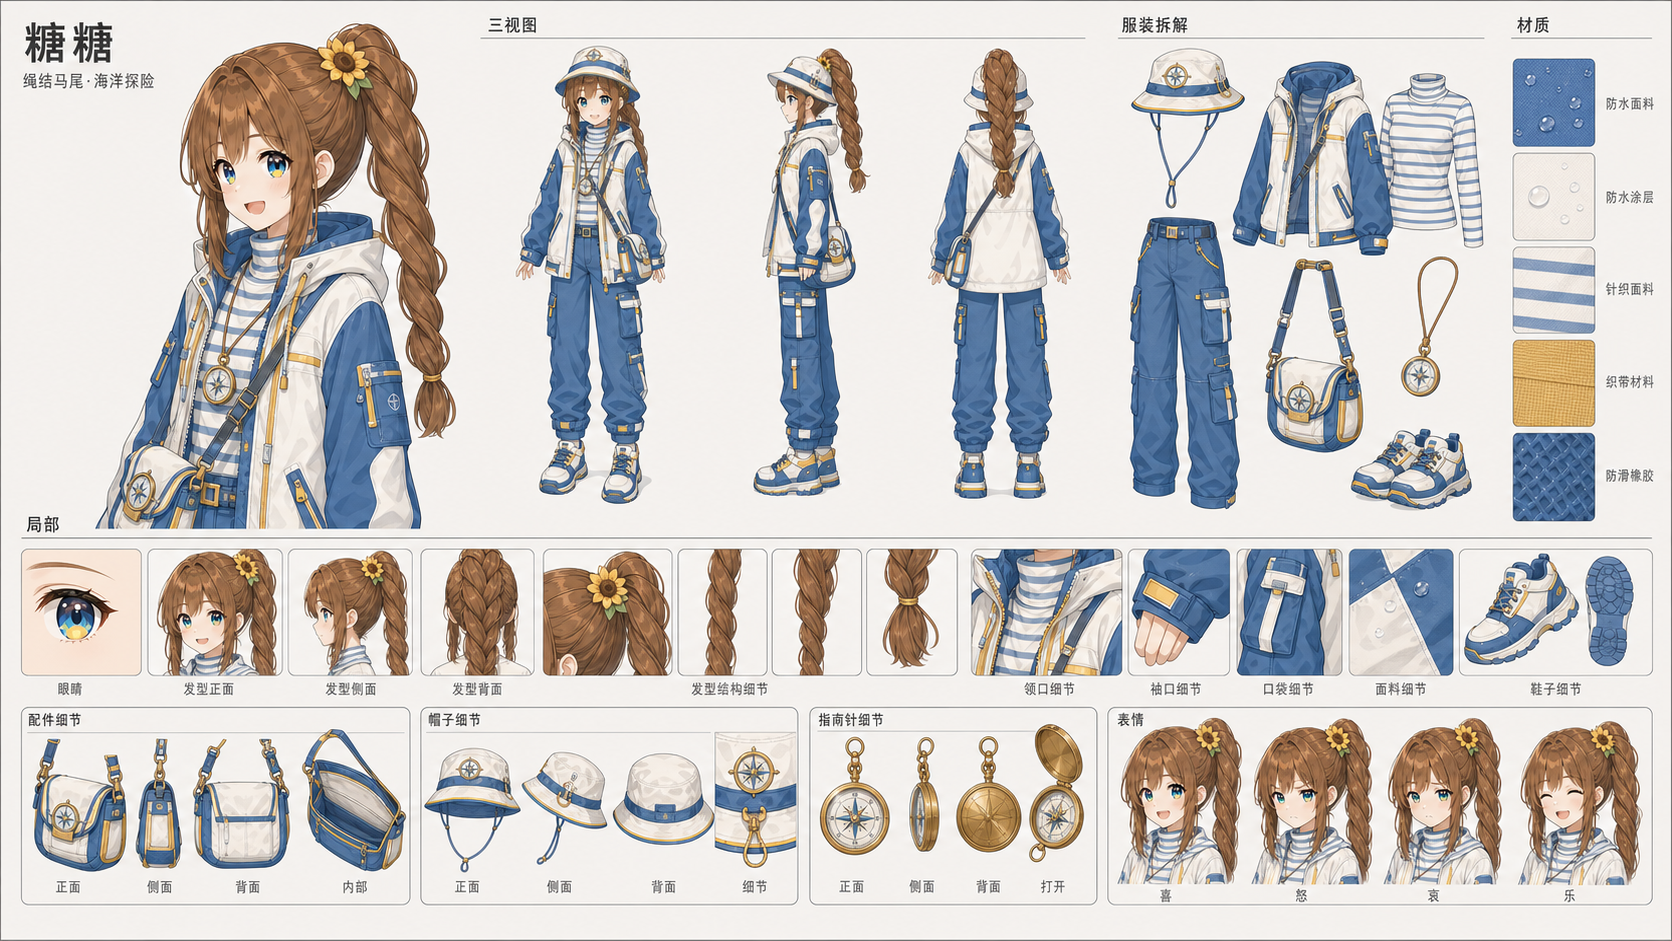 糖糖
绳结马尾·海洋探险
三视图
服装拆解
材质
防水面料
防水涂层
针织面料
织带材料
防滑橡胶
局部
眼睛
发型正面
发型侧面
发型背面
发型结构细节
领口细节
袖口细节
口袋细节
面料细节
鞋子细节
配件细节
正面
侧面
背面
内部
帽子细节
正面
侧面
背面
细节
指南针细节
正面
侧面
背面
打开
表情
喜
怒
哀
乐